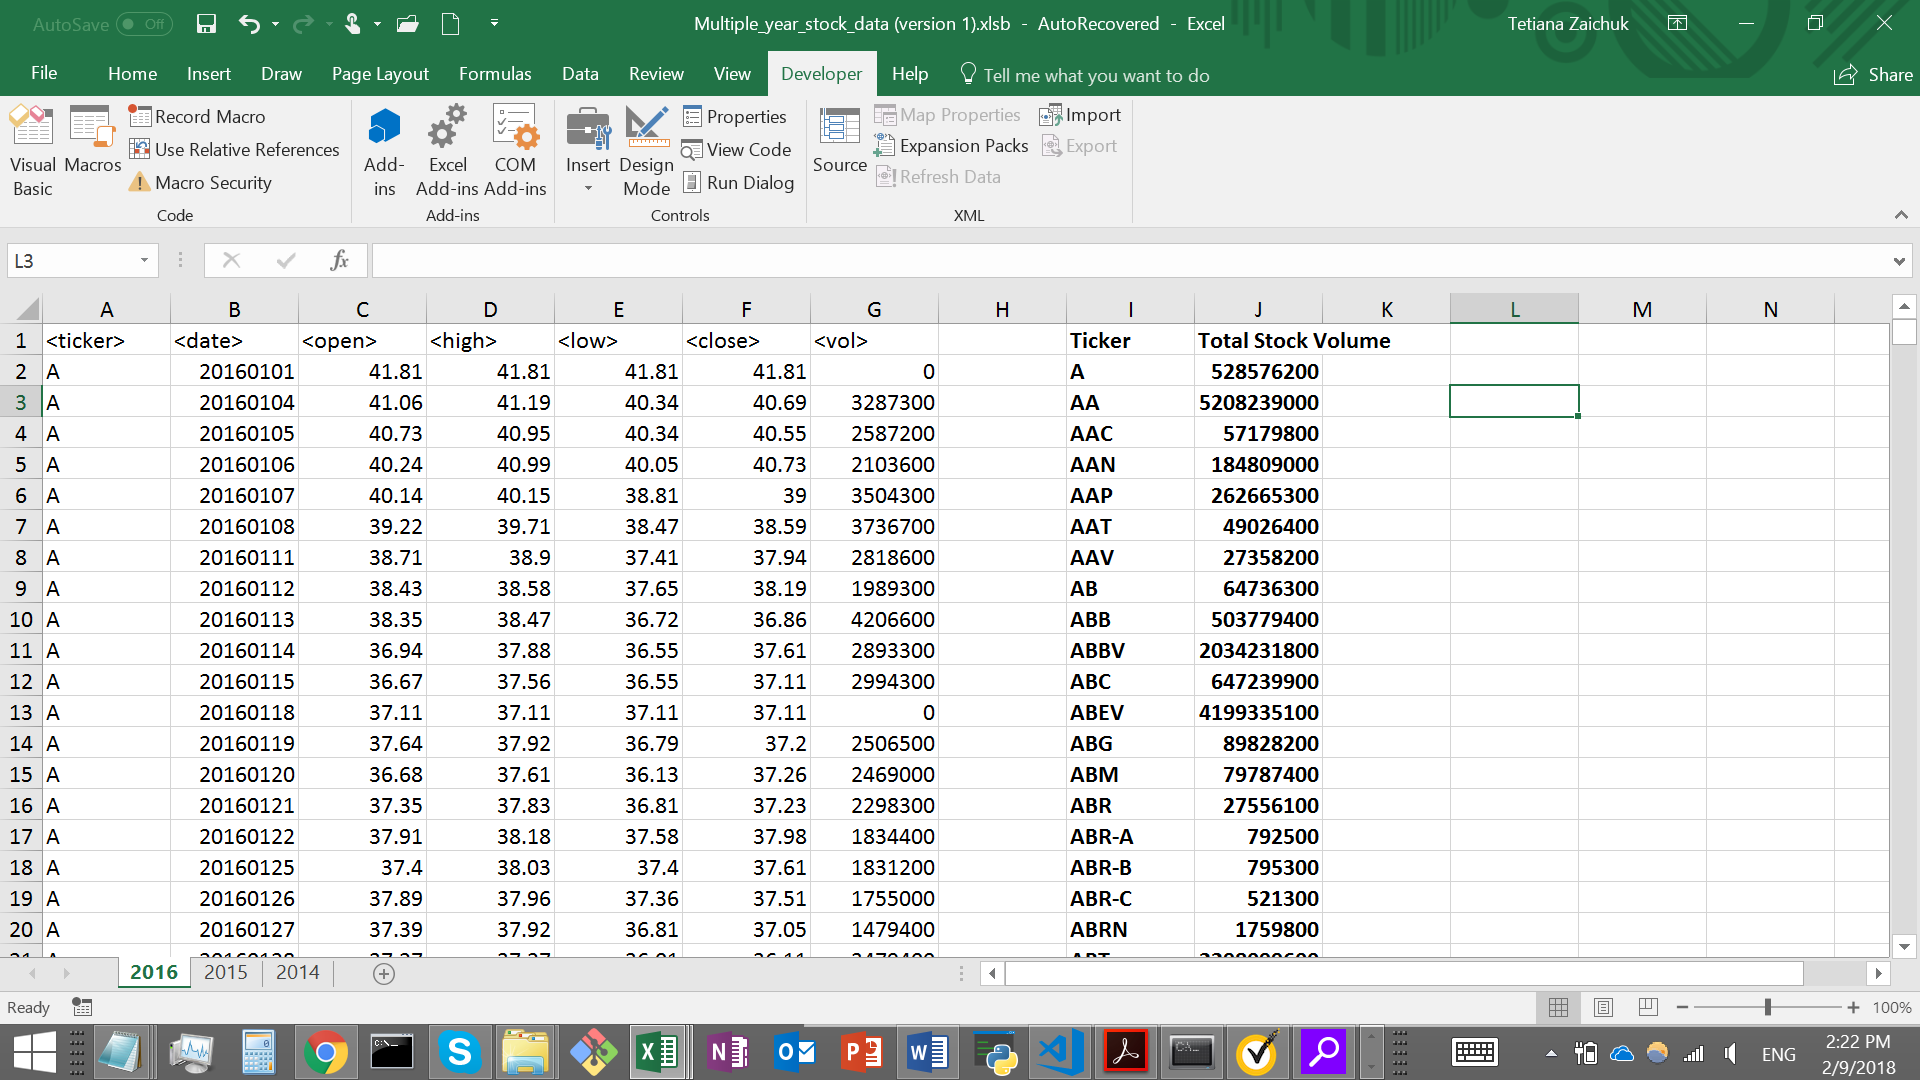 AutoSave Off
Multiple_year_stock_data (version 1).xlsb - AutoRecovered - Excel
Tetiana Zaichuk
File Home Insert Draw Page Layout Formulas Data Review View Developer Help Tell me what you want to do Share
Visual Basic
Macros
Record Macro
Use Relative References
Macro Security
Code
Add-ins
Excel Add-ins
COM Add-ins
Add-ins
Insert
Design Mode
Properties
View Code
Run Dialog
Controls
Source
Map Properties
Expansion Packs
Refresh Data
Import
Export
XML
L3
fx
A B C D E F G H I J K L M N
1 <ticker> <date> <open> <high> <low> <close> <vol> Ticker Total Stock Volume
2 A 20160101 41.81 41.81 41.81 41.81 0 A 528576200
3 A 20160104 41.06 41.19 40.34 40.69 3287300 AA 5208239000
4 A 20160105 40.73 40.95 40.34 40.55 2587200 AAC 57179800
5 A 20160106 40.24 40.99 40.05 40.73 2103600 AAN 184809000
6 A 20160107 40.14 40.15 38.81 39 3504300 AAP 262665300
7 A 20160108 39.22 39.71 38.47 38.59 3736700 AAT 49026400
8 A 20160111 38.71 38.9 37.41 37.94 2818600 AAV 27358200
9 A 20160112 38.43 38.58 37.65 38.19 1989300 AB 64736300
10 A 20160113 38.35 38.47 36.72 36.86 4206600 ABB 503779400
11 A 20160114 36.94 37.88 36.55 37.61 2893300 ABBV 2034231800
12 A 20160115 36.67 37.56 36.55 37.11 2994300 ABC 647239900
13 A 20160118 37.11 37.11 37.11 37.11 0 ABEV 4199335100
14 A 20160119 37.64 37.92 36.79 37.2 2506500 ABG 89828200
15 A 20160120 36.68 37.61 36.13 37.26 2469000 ABM 79787400
16 A 20160121 37.35 37.83 36.81 37.23 2298300 ABR 27556100
17 A 20160122 37.91 38.18 37.58 37.98 1834400 ABR-A 792500
18 A 20160125 37.4 38.03 37.4 37.61 1831200 ABR-B 795300
19 A 20160126 37.89 37.96 37.36 37.51 1755000 ABR-C 521300
20 A 20160127 37.39 37.92 36.81 37.05 1479400 ABRN 1759800
2016 2015 2014
Ready
100%
ENG
2:22 PM
2/9/2018